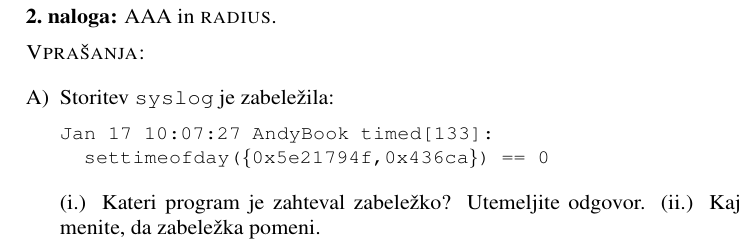 2. naloga: AAA in RADIUS.
VPRAŠANJA:
A) Storitev syslog je zabeležila:
Jan 17 10:07:27 AndyBook timed[133]:
settimeofday({0x5e21794f,0x436ca}) == 0
(i.) Kateri program je zahteval zabeležko? Utemeljite odgovor. (ii.) Kaj
menite, da zabeležka pomeni.